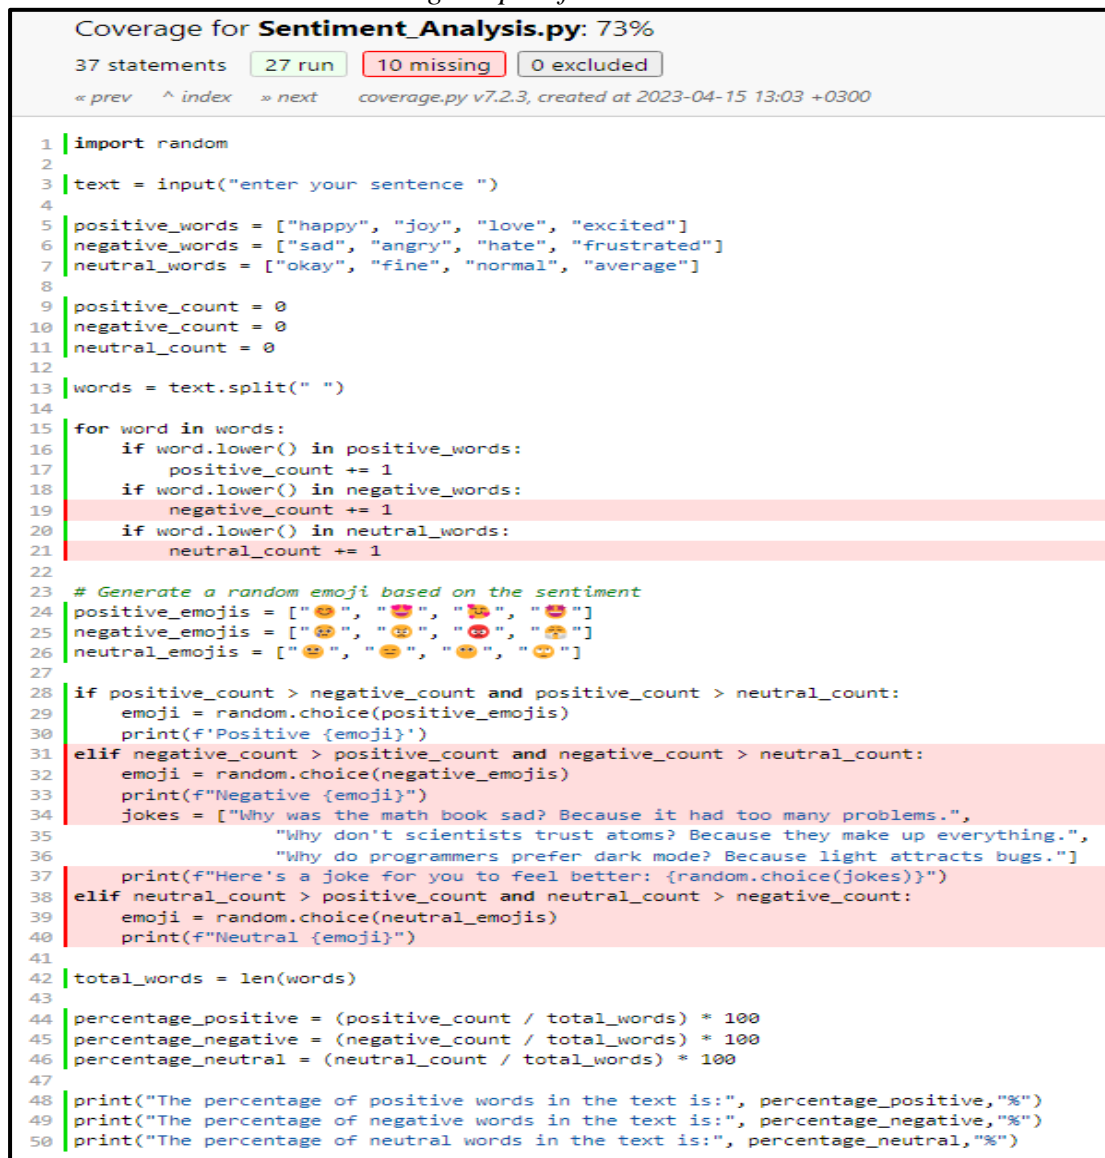 Coverage for Sentiment_Analysis.py: 73%
37 statements 27 run 10 missing 0 excluded
« prev ^ index » next coverage.py v7.2.3, created at 2023-04-15 13:03 +0300
1 import random
2
3 text = input("enter your sentence ")
4
5 positive_words = ["happy", "joy", "love", "excited"]
6 negative_words = ["sad", "angry", "hate", "frustrated"]
7 neutral_words = ["okay", "fine", "normal", "average"]
8
9 positive_count = 0
10 negative_count = 0
11 neutral_count = 0
12
13 words = text.split(" ")
14
15 for word in words:
16     if word.lower() in positive_words:
17         positive_count += 1
18     if word.lower() in negative_words:
19         negative_count += 1
20     if word.lower() in neutral_words:
21         neutral_count += 1
22
23 # Generate a random emoji based on the sentiment
24 positive_emojis = ["😊", "😍", "🥰", "🤩"]
25 negative_emojis = ["😢", "😠", "😡", "😤"]
26 neutral_emojis = ["😐", "😑", "😶", "🙄"]
27
28 if positive_count > negative_count and positive_count > neutral_count:
29     emoji = random.choice(positive_emojis)
30     print(f'Positive {emoji}')
31 elif negative_count > positive_count and negative_count > neutral_count:
32     emoji = random.choice(negative_emojis)
33     print(f"Negative {emoji}")
34     jokes = ["Why was the math book sad? Because it had too many problems.",
35              "Why don't scientists trust atoms? Because they make up everything.",
36              "Why do programmers prefer dark mode? Because light attracts bugs."]
37     print(f"Here's a joke for you to feel better: {random.choice(jokes)}")
38 elif neutral_count > positive_count and neutral_count > negative_count:
39     emoji = random.choice(neutral_emojis)
40     print(f"Neutral {emoji}")
41
42 total_words = len(words)
43
44 percentage_positive = (positive_count / total_words) * 100
45 percentage_negative = (negative_count / total_words) * 100
46 percentage_neutral = (neutral_count / total_words) * 100
47
48 print("The percentage of positive words in the text is:", percentage_positive,"%")
49 print("The percentage of negative words in the text is:", percentage_negative,"%")
50 print("The percentage of neutral words in the text is:", percentage_neutral,"%")